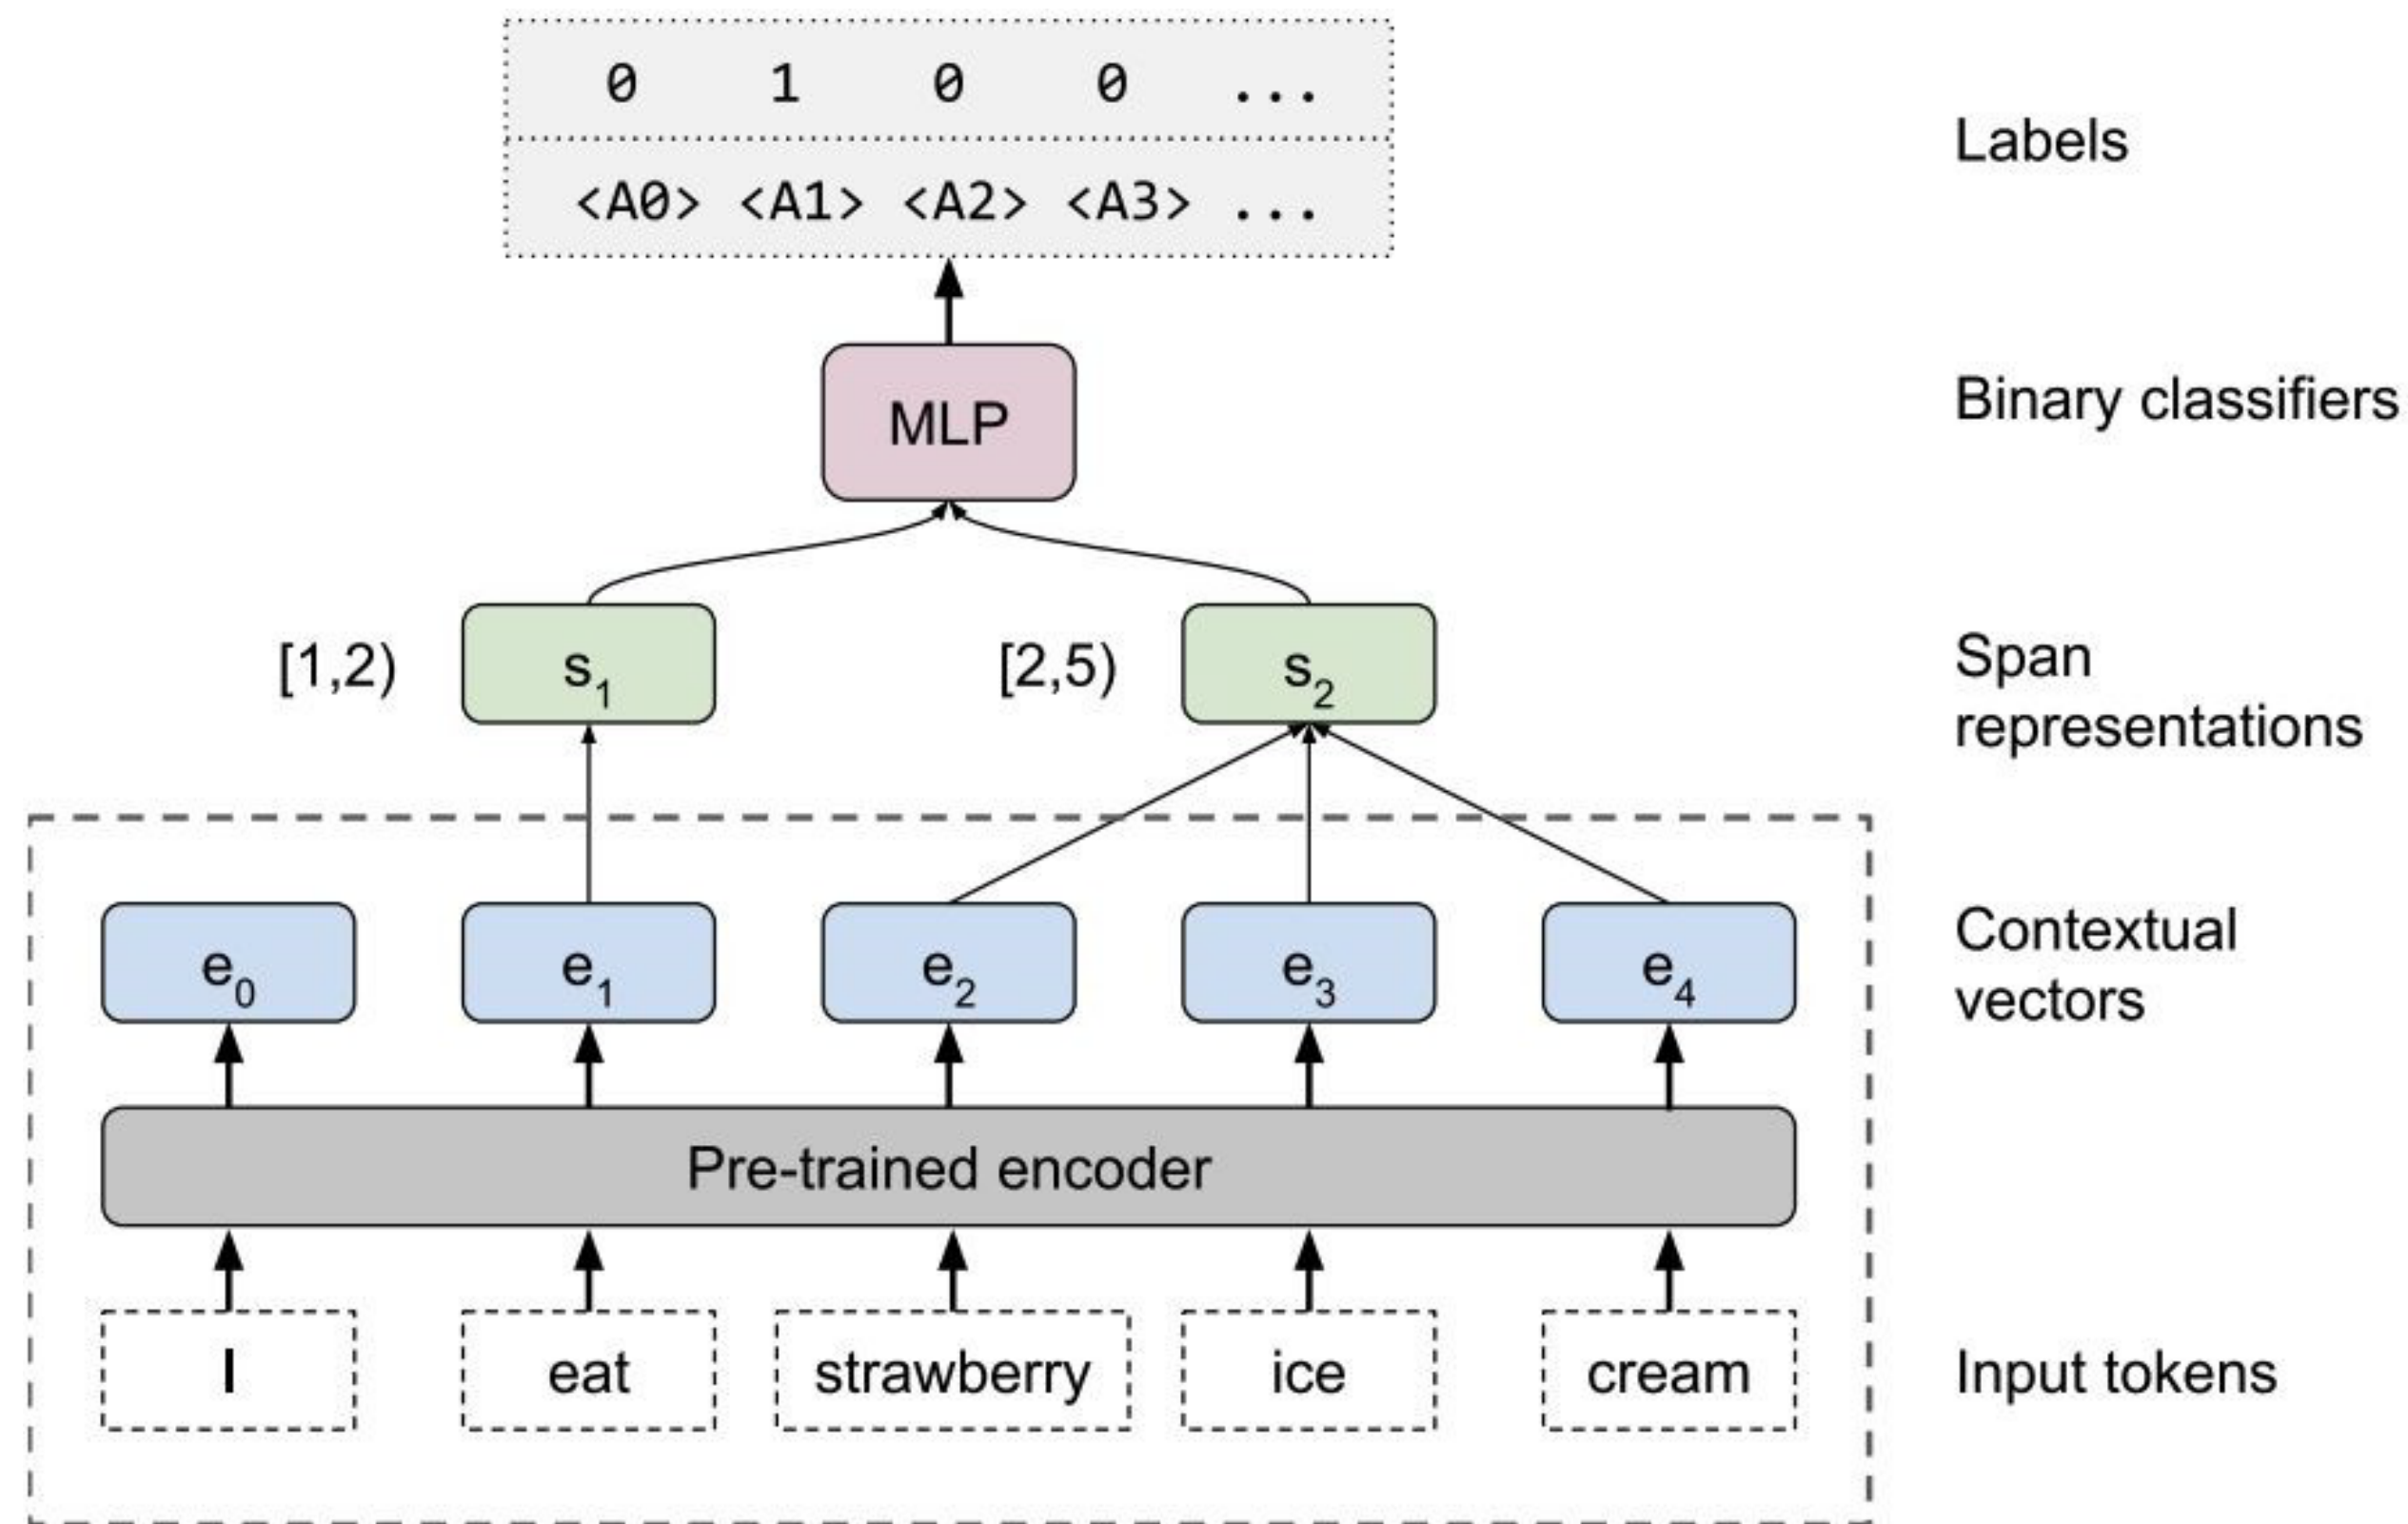 0 1 0 0 ...
<A0> <A1> <A2> <A3> ...
Labels
MLP
Binary classifiers
[1,2)
s1
[2,5)
s2
Span
representations
e0
e1
e2
e3
e4
Contextual
vectors
Pre-trained encoder
I
eat
strawberry
ice
cream
Input tokens